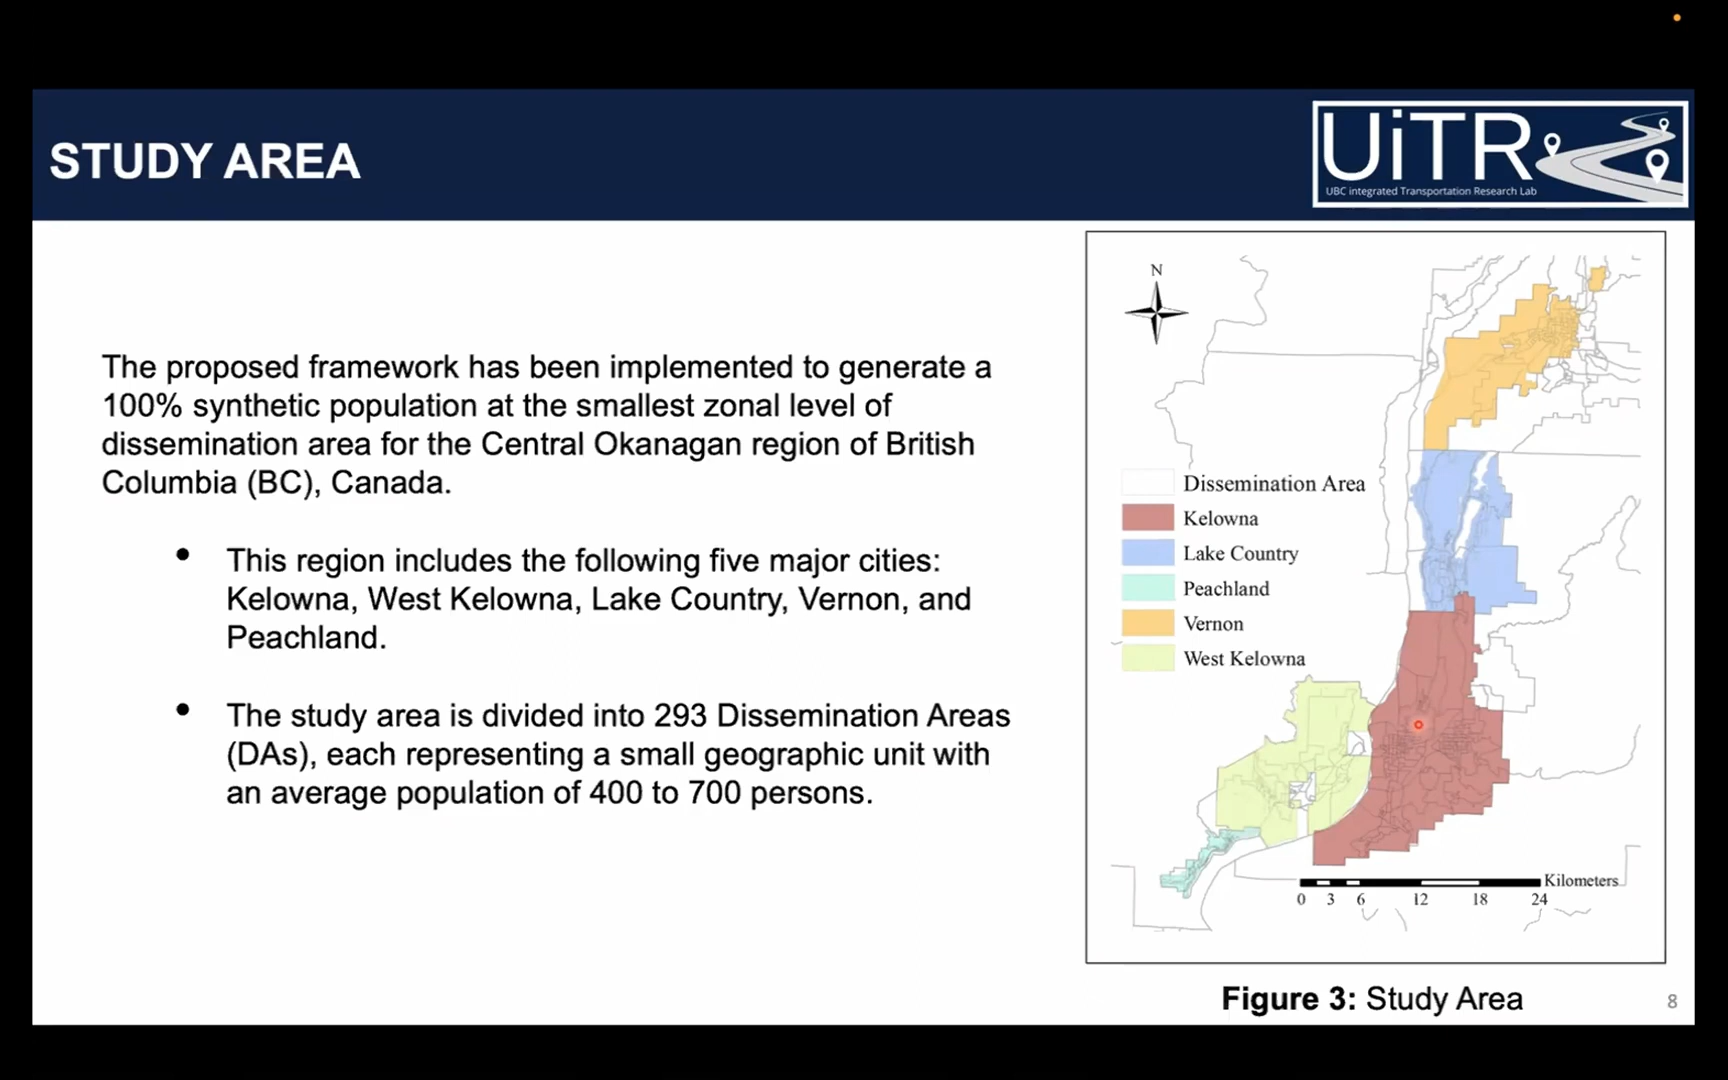 STUDY AREA
UiTR
UBC integrated Transportation Research Lab
The proposed framework has been implemented to generate a
100% synthetic population at the smallest zonal level of
dissemination area for the Central Okanagan region of British
Columbia (BC), Canada.
• This region includes the following five major cities:
Kelowna, West Kelowna, Lake Country, Vernon, and
Peachland.
• The study area is divided into 293 Dissemination Areas
(DAs), each representing a small geographic unit with
an average population of 400 to 700 persons.
N
Dissemination Area
Kelowna
Lake Country
Peachland
Vernon
West Kelowna
Kilometers
0 3 6 12 18 24
Figure 3: Study Area
8